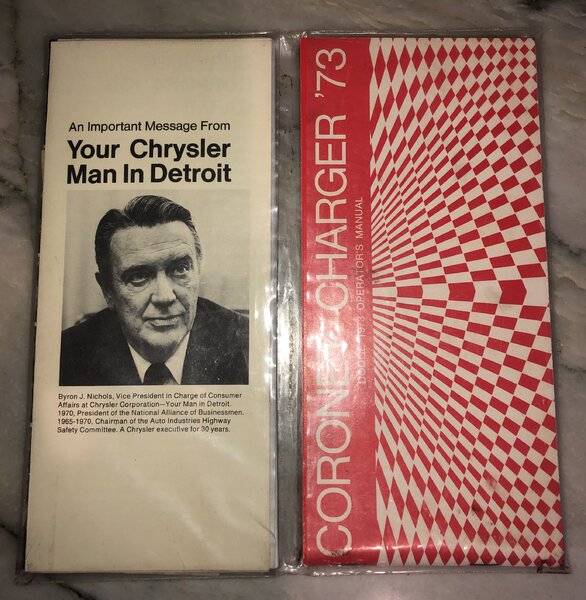 An Important Message From
Your Chrysler
Man In Detroit
Byron J. Nichols, Vice President in Charge of Consumer
Affairs at Chrysler Corporation—Your Man in Detroit.
1970, President of the National Alliance of Businessmen.
1965-1970, Chairman of the Auto Industries Highway
Safety Committee. A Chrysler executive for 30 years.
CORONET CHARGER '73
DODGE 1973 OPERATOR'S MANUAL